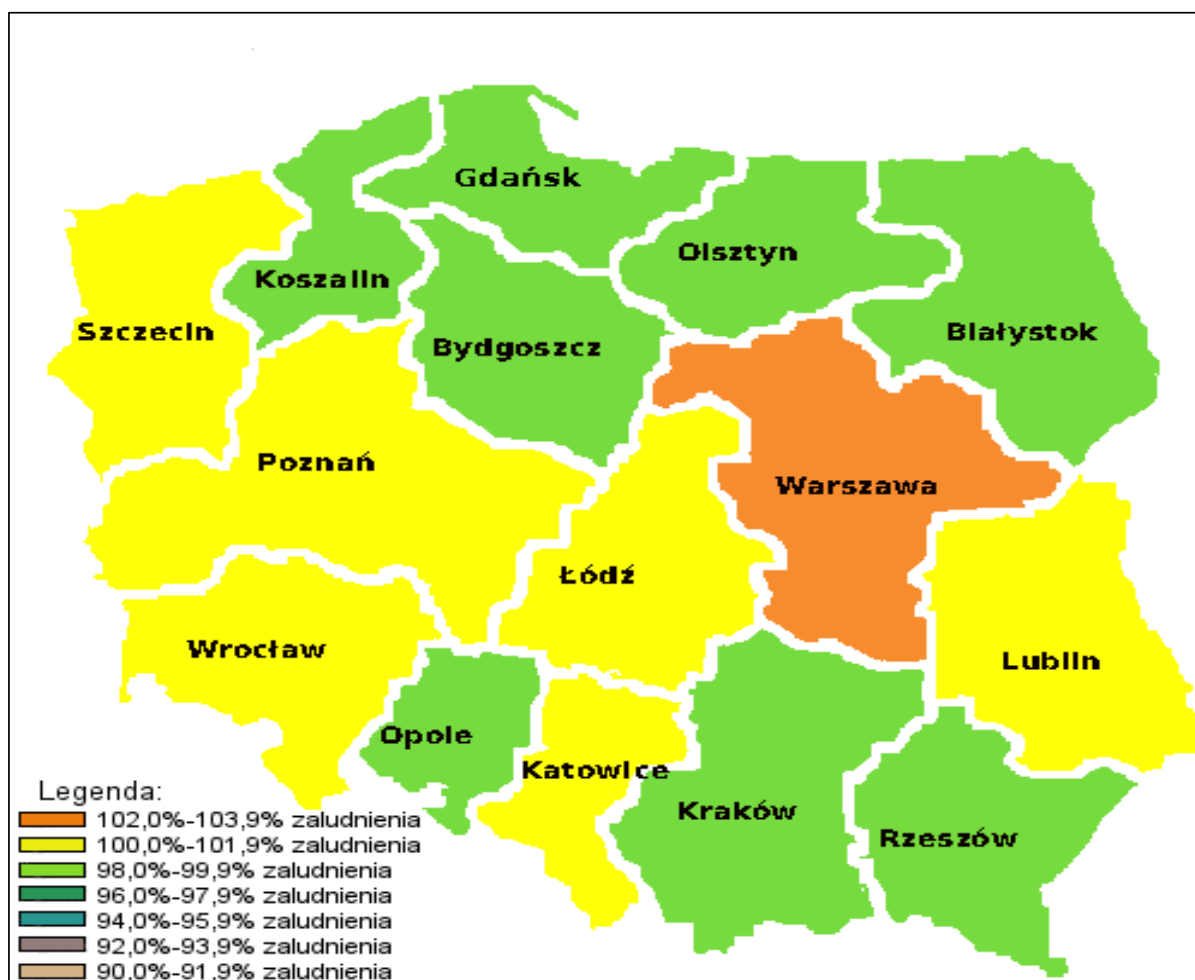 Gdańsk
Olsztyn
Koszalin
Szczecin
Bydgoszcz
Białystok
Poznań
Warszawa
Łódź
Wrocław
Lublin
Opole
Katowice
Kraków
Rzeszów
Legenda:
102,0%-103,9% zaludnienia
100,0%-101,9% zaludnienia
98,0%-99,9% zaludnienia
96,0%-97,9% zaludnienia
94,0%-95,9% zaludnienia
92,0%-93,9% zaludnienia
90,0%-91,9% zaludnienia